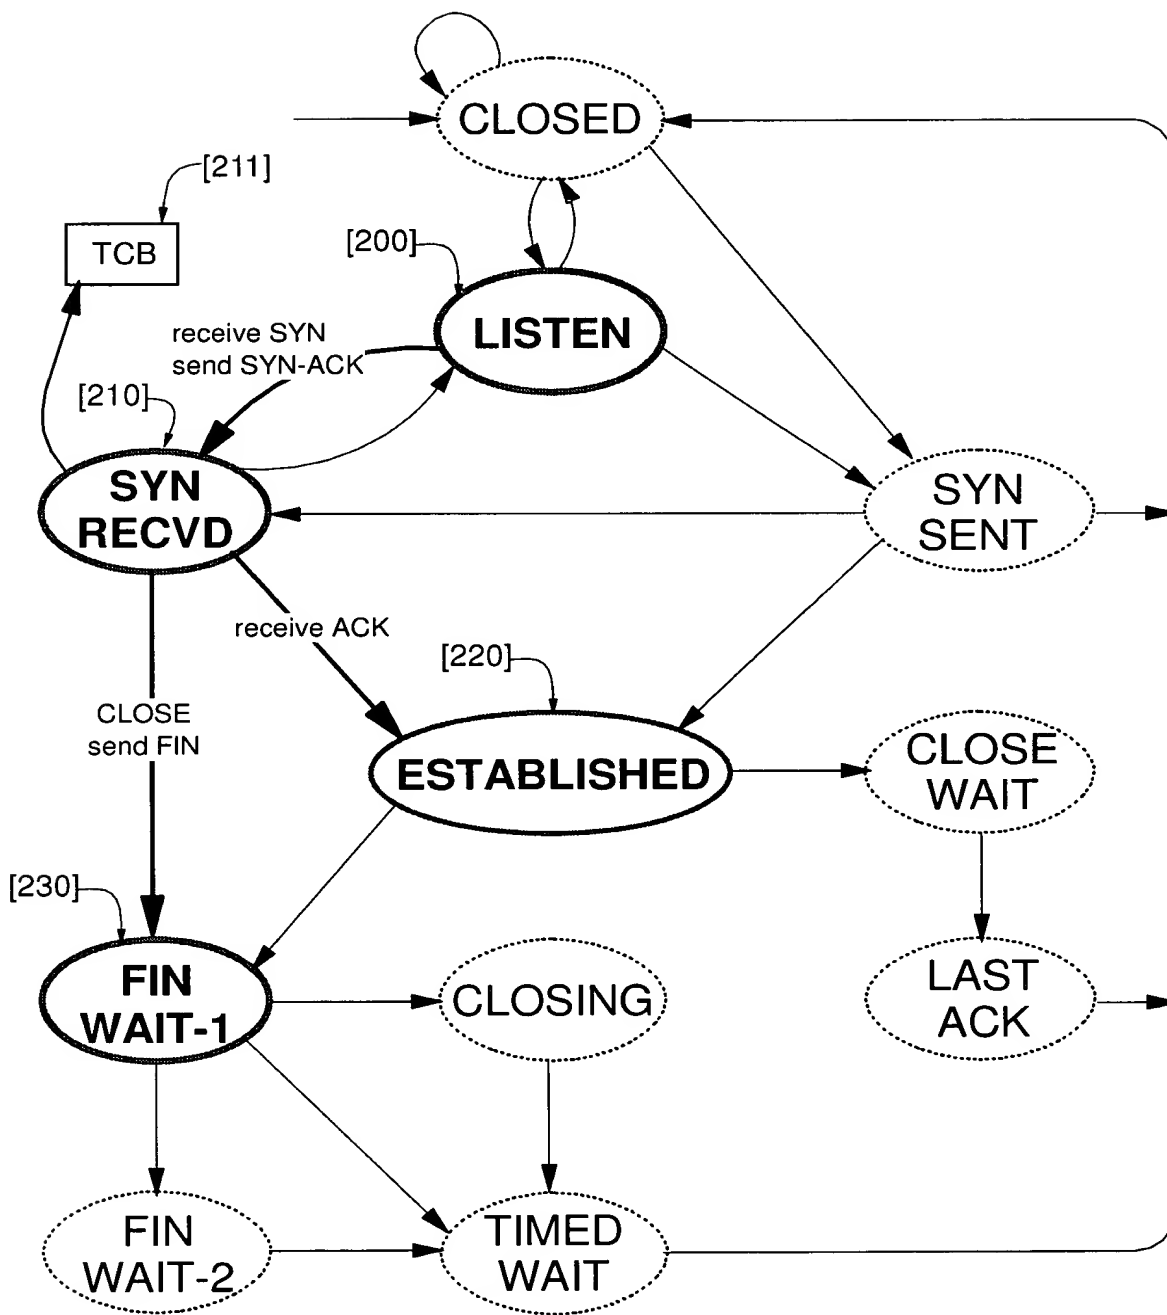 CLOSED
[211]
TCB
[200]
LISTEN
receive SYN
send SYN-ACK
[210]
SYN
RECVD
SYN
SENT
receive ACK
[220]
CLOSE
send FIN
ESTABLISHED
CLOSE
WAIT
[230]
FIN
WAIT-1
CLOSING
LAST
ACK
FIN
WAIT-2
TIMED
WAIT